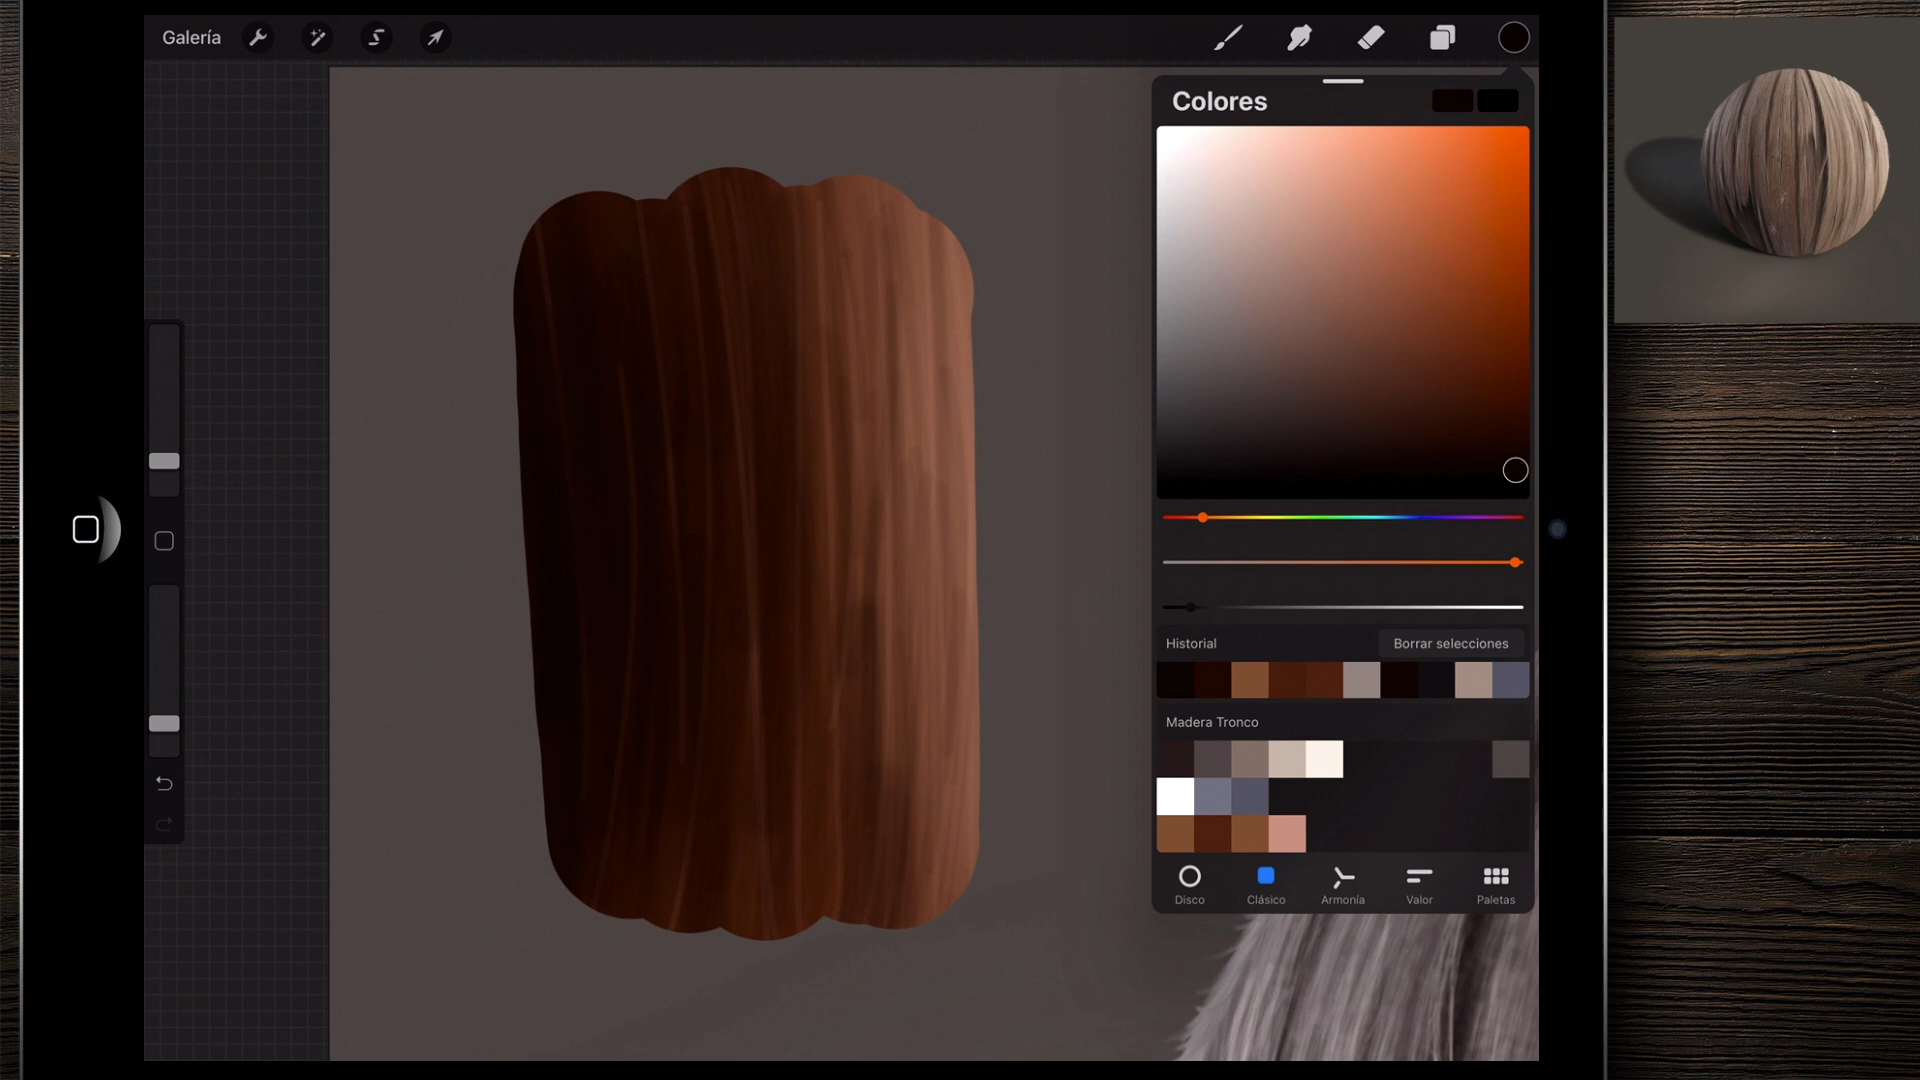 Galería
Colores
Historial
Borrar selecciones
Madera Tronco
Disco
Clásico
Armonía
Valor
Paletas